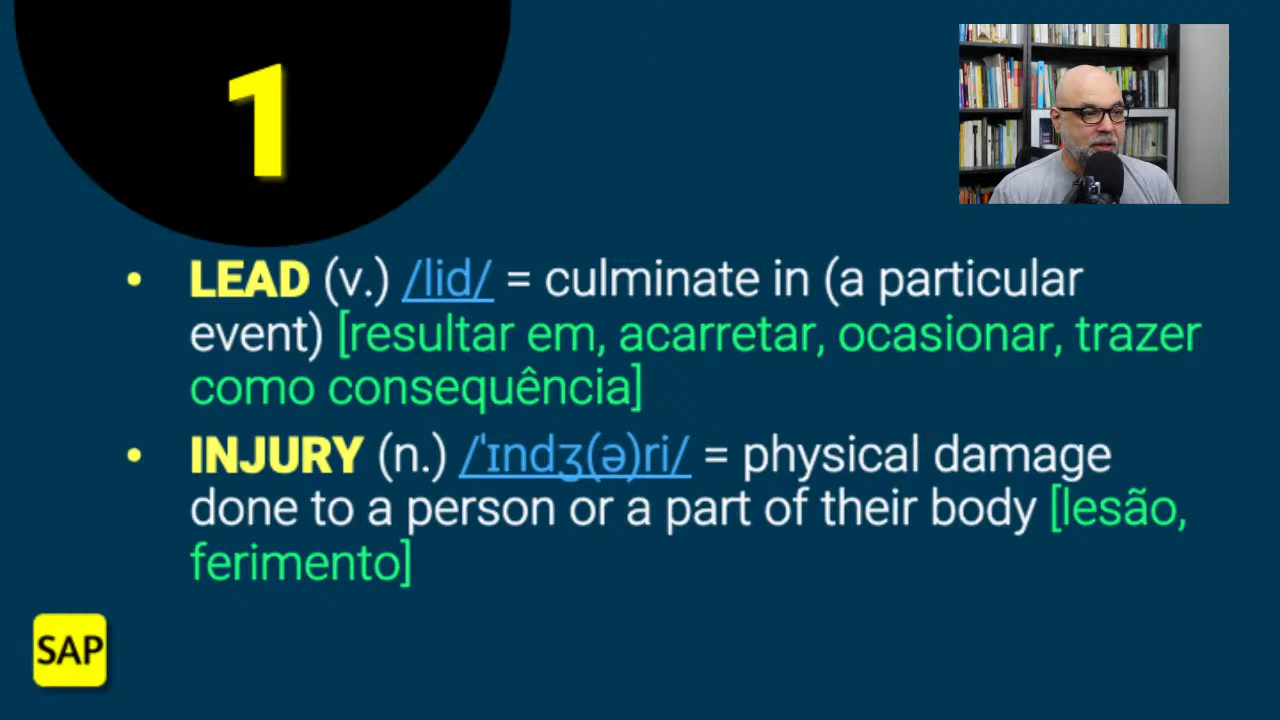 1
• LEAD (v.) /lid/ = culminate in (a particular
event) [resultar em, acarretar, ocasionar, trazer
como consequência]
• INJURY (n.) /ˈɪndʒ(ə)ri/ = physical damage
done to a person or a part of their body [lesão,
ferimento]
SAP